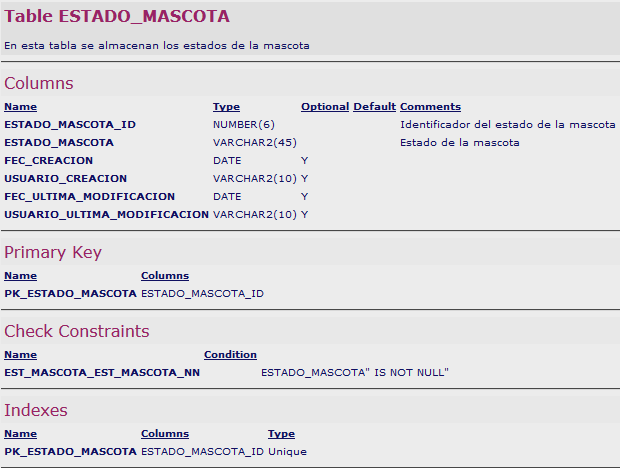 Table ESTADO_MASCOTA
En esta tabla se almacenan los estados de la mascota
Columns
Name Type Optional Default Comments
ESTADO_MASCOTA_ID NUMBER(6) Identificador del estado de la mascota
ESTADO_MASCOTA VARCHAR2(45) Estado de la mascota
FEC_CREACION DATE Y
USUARIO_CREACION VARCHAR2(10) Y
FEC_ULTIMA_MODIFICACION DATE Y
USUARIO_ULTIMA_MODIFICACION VARCHAR2(10) Y
Primary Key
Name Columns
PK_ESTADO_MASCOTA ESTADO_MASCOTA_ID
Check Constraints
Name Condition
EST_MASCOTA_EST_MASCOTA_NN ESTADO_MASCOTA" IS NOT NULL"
Indexes
Name Columns Type
PK_ESTADO_MASCOTA ESTADO_MASCOTA_ID Unique